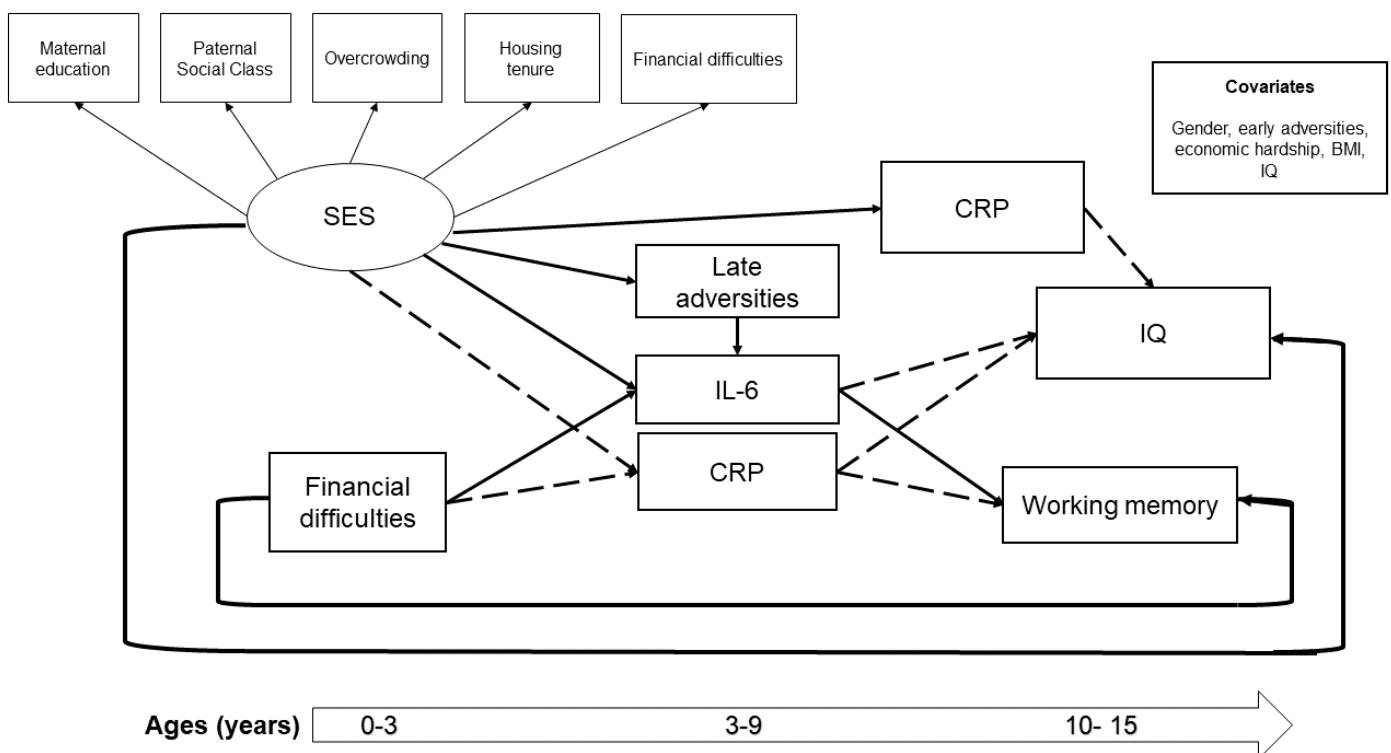 Maternal
education
Paternal
Social Class
Overcrowding
Housing
tenure
Financial difficulties
Covariates
Gender, early adversities,
economic hardship, BMI,
IQ
SES
CRP
Late
adversities
IQ
IL-6
CRP
Financial
difficulties
Working memory
Ages (years)
0-3
3-9
10- 15